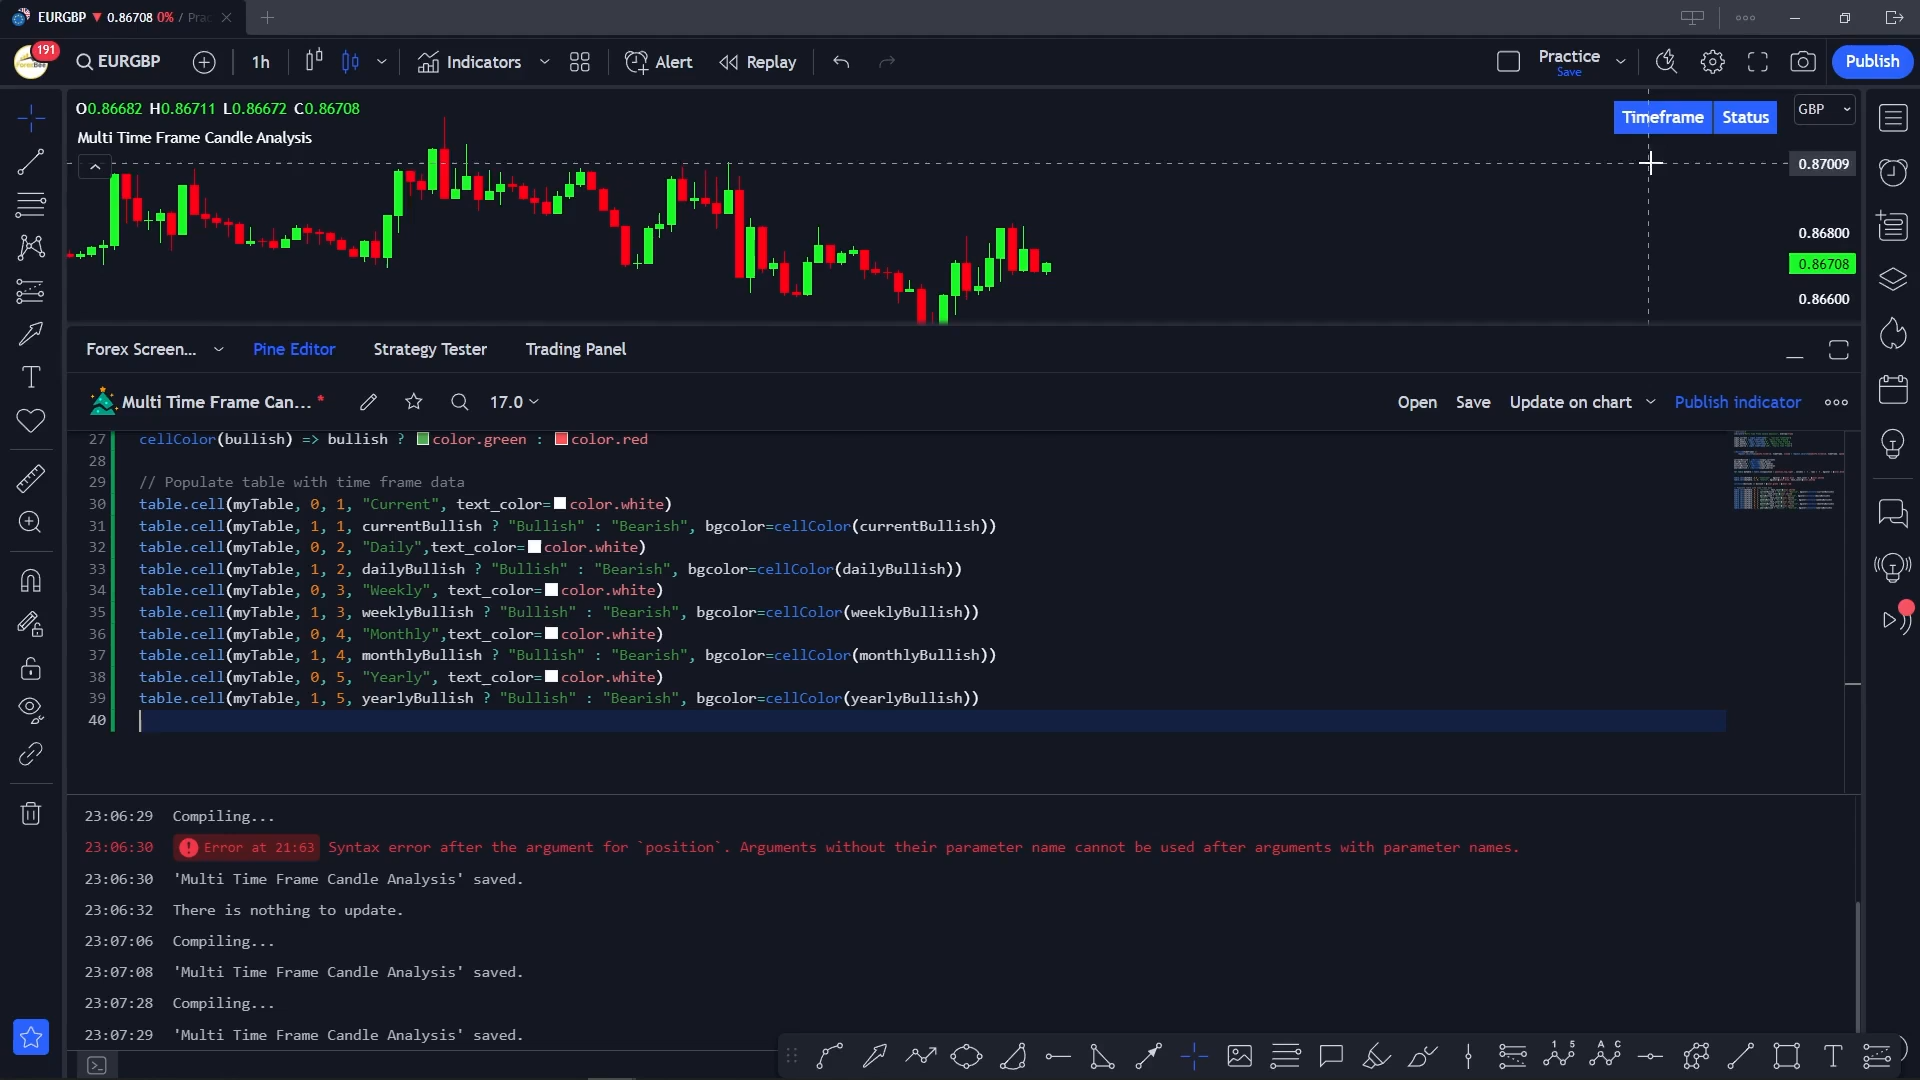 EURGBP ▼ 0.86708 0% / Prac
191
EURGBP
1h
Indicators
Alert
Replay
Practice
Save
Publish
O0.86682 H0.86711 L0.86672 C0.86708
Multi Time Frame Candle Analysis
Timeframe Status
GBP
0.87009
0.86800
0.86708
0.86600
Forex Screen...
Pine Editor
Strategy Tester
Trading Panel
Multi Time Frame Can... *
17.0
Open
Save
Update on chart
Publish indicator
27 cellColor(bullish) => bullish ? color.green : color.red
28
29 // Populate table with time frame data
30 table.cell(myTable, 0, 1, "Current", text_color=color.white)
31 table.cell(myTable, 1, 1, currentBullish ? "Bullish" : "Bearish", bgcolor=cellColor(currentBullish))
32 table.cell(myTable, 0, 2, "Daily",text_color=color.white)
33 table.cell(myTable, 1, 2, dailyBullish ? "Bullish" : "Bearish", bgcolor=cellColor(dailyBullish))
34 table.cell(myTable, 0, 3, "Weekly", text_color=color.white)
35 table.cell(myTable, 1, 3, weeklyBullish ? "Bullish" : "Bearish", bgcolor=cellColor(weeklyBullish))
36 table.cell(myTable, 0, 4, "Monthly",text_color=color.white)
37 table.cell(myTable, 1, 4, monthlyBullish ? "Bullish" : "Bearish", bgcolor=cellColor(monthlyBullish))
38 table.cell(myTable, 0, 5, "Yearly", text_color=color.white)
39 table.cell(myTable, 1, 5, yearlyBullish ? "Bullish" : "Bearish", bgcolor=cellColor(yearlyBullish))
40
23:06:29 Compiling...
23:06:30 Error at 21:63 Syntax error after the argument for `position`. Arguments without their parameter name cannot be used after arguments with parameter names.
23:06:30 'Multi Time Frame Candle Analysis' saved.
23:06:32 There is nothing to update.
23:07:06 Compiling...
23:07:08 'Multi Time Frame Candle Analysis' saved.
23:07:28 Compiling...
23:07:29 'Multi Time Frame Candle Analysis' saved.